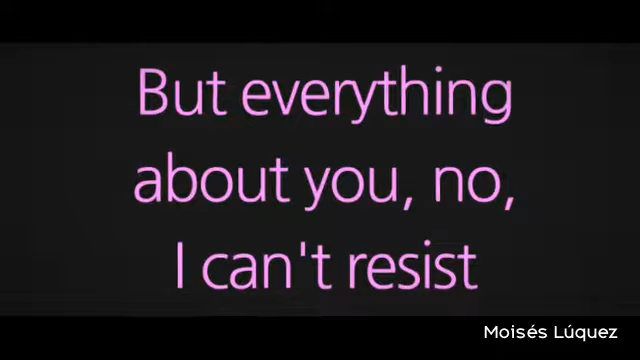 But everything
about you, no,
I can't resist
Moisés Lúquez